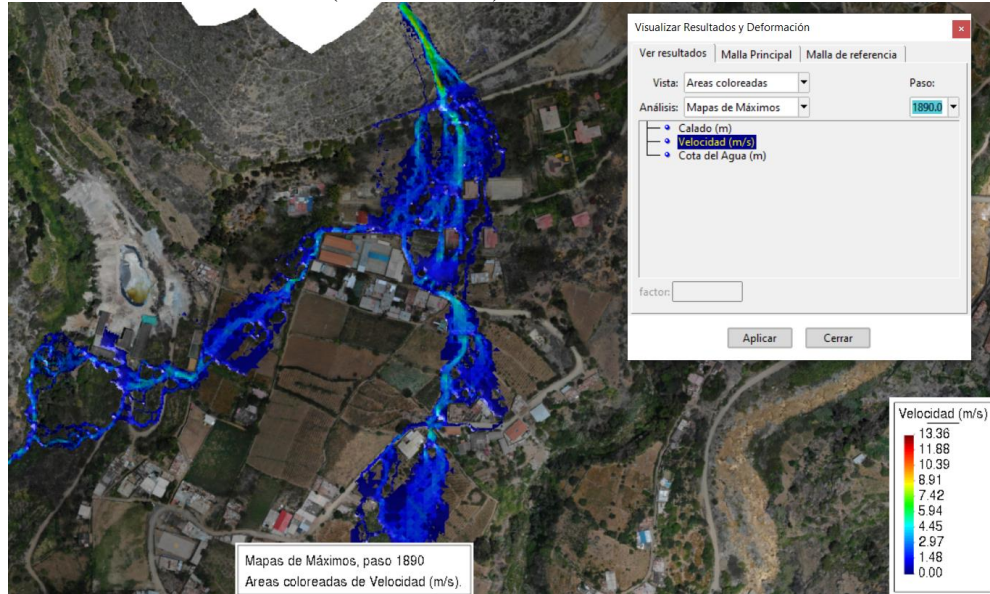 Visualizar Resultados y Deformación
Ver resultados Malla Principal Malla de referencia
Vista: Areas coloreadas Paso:
Análisis: Mapas de Máximos 1890.0
Calado (m)
Velocidad (m/s)
Cota del Agua (m)
factor:
Aplicar Cerrar
Velocidad (m/s)
13.36
11.88
10.39
8.91
7.42
5.94
4.45
2.97
1.48
0.00
Mapas de Máximos, paso 1890
Areas coloreadas de Velocidad (m/s).